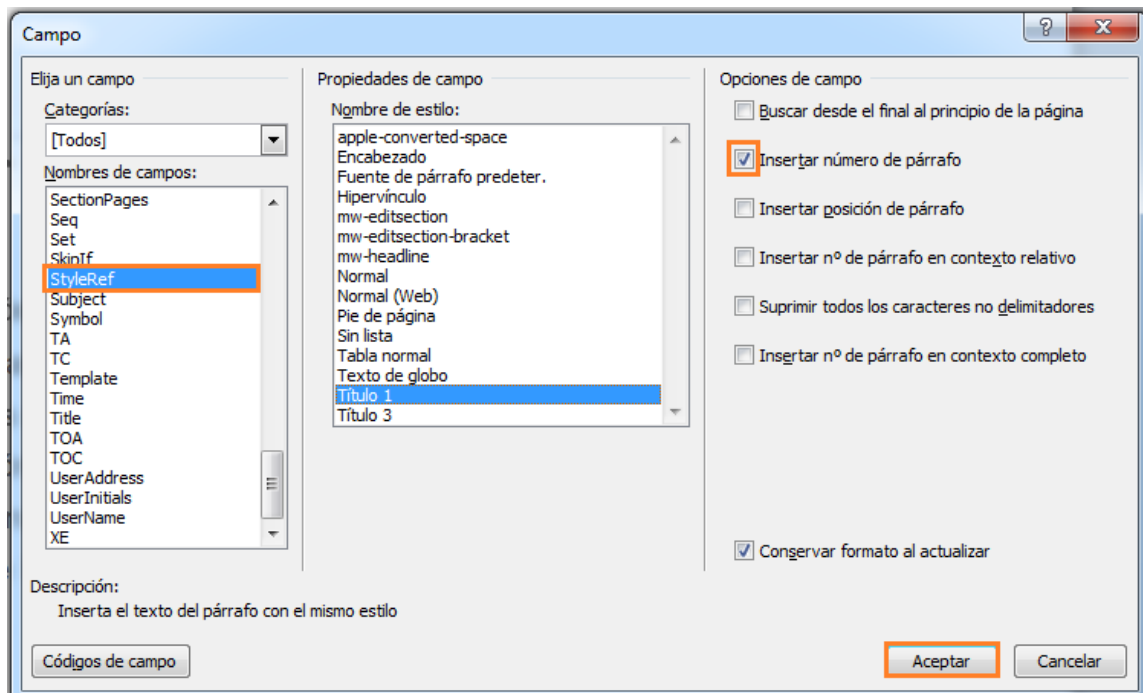 Campo
Elija un campo
Categorías:
[Todos]
Nombres de campos:
SectionPages
Seq
Set
SkipIf
StyleRef
Subject
Symbol
TA
TC
Template
Time
Title
TOA
TOC
UserAddress
UserInitials
UserName
XE
Propiedades de campo
Nombre de estilo:
apple-converted-space
Encabezado
Fuente de párrafo predeter.
Hipervínculo
mw-editsection
mw-editsection-bracket
mw-headline
Normal
Normal (Web)
Pie de página
Sin lista
Tabla normal
Texto de globo
Título 1
Título 3
Opciones de campo
Buscar desde el final al principio de la página
Insertar número de párrafo
Insertar posición de párrafo
Insertar nº de párrafo en contexto relativo
Suprimir todos los caracteres no delimitadores
Insertar nº de párrafo en contexto completo
Conservar formato al actualizar
Descripción:
Inserta el texto del párrafo con el mismo estilo
Códigos de campo
Aceptar
Cancelar